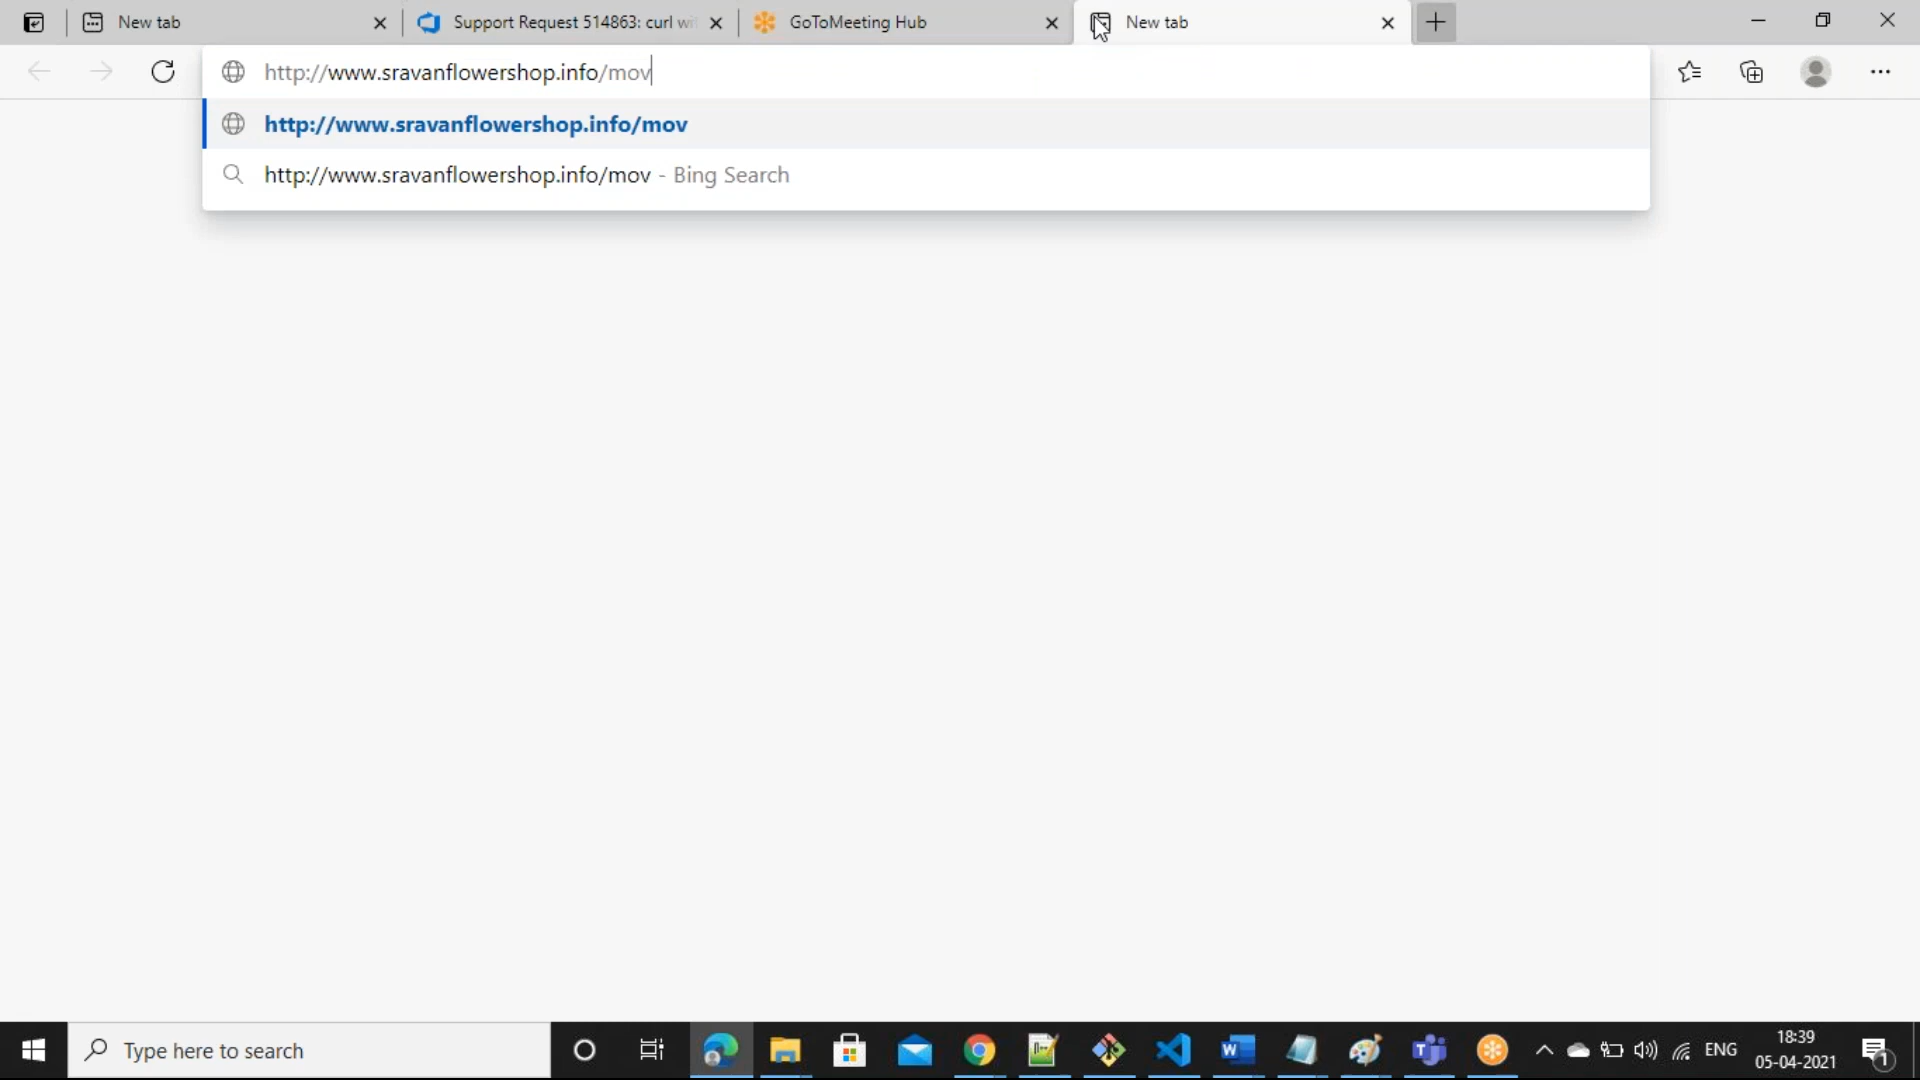 New tab
Support Request 514863: curl wi
GoToMeeting Hub
New tab
http://www.sravanflowershop.info/mov
http://www.sravanflowershop.info/mov
http://www.sravanflowershop.info/mov - Bing Search
Type here to search
ENG
18:39
05-04-2021
1